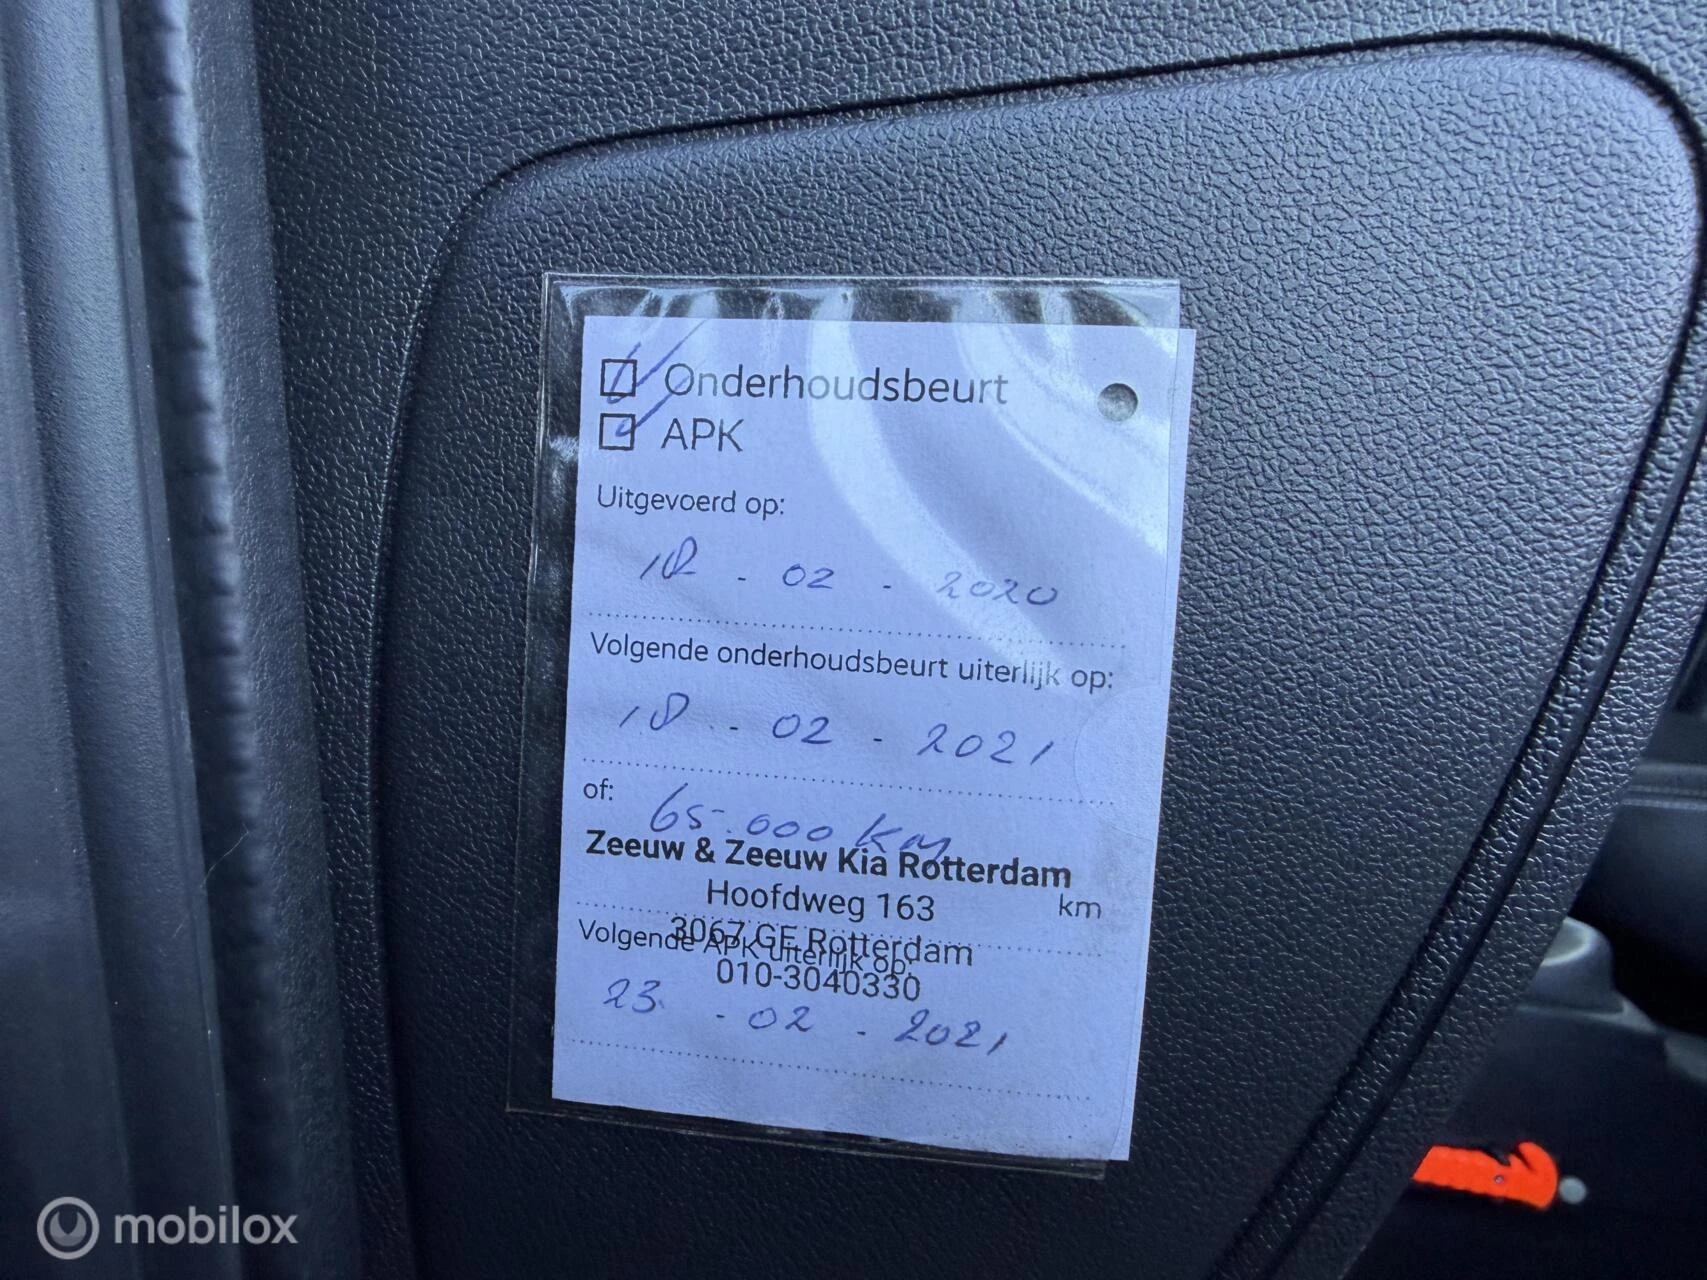 Onderhoudsbeurt
APK
Uitgevoerd op:
18 - 02 - 2020
Volgende onderhoudsbeurt uiterlijk op:
18 - 02 - 2021
of:
65.000 km
Zeeuw & Zeeuw Kia Rotterdam
Hoofdweg 163
km
3067 GE Rotterdam
Volgende APK uiterlijk op:
010-3040330
23 - 02 - 2021
mobilox